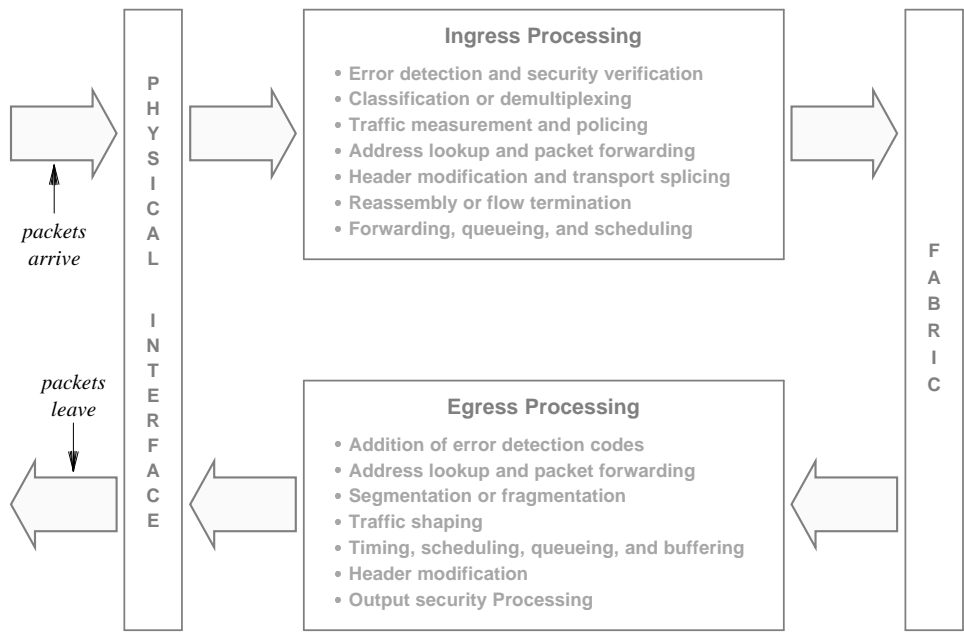 PHYSICAL INTERFACE
packets
arrive
packets
leave
Ingress Processing
• Error detection and security verification
• Classification or demultiplexing
• Traffic measurement and policing
• Address lookup and packet forwarding
• Header modification and transport splicing
• Reassembly or flow termination
• Forwarding, queueing, and scheduling
Egress Processing
• Addition of error detection codes
• Address lookup and packet forwarding
• Segmentation or fragmentation
• Traffic shaping
• Timing, scheduling, queueing, and buffering
• Header modification
• Output security Processing
FABRIC